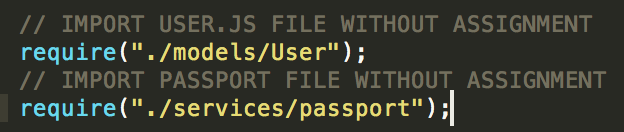 // IMPORT USER.JS FILE WITHOUT ASSIGNMENT
require("./models/User");
// IMPORT PASSPORT FILE WITHOUT ASSIGNMENT
require("./services/passport");